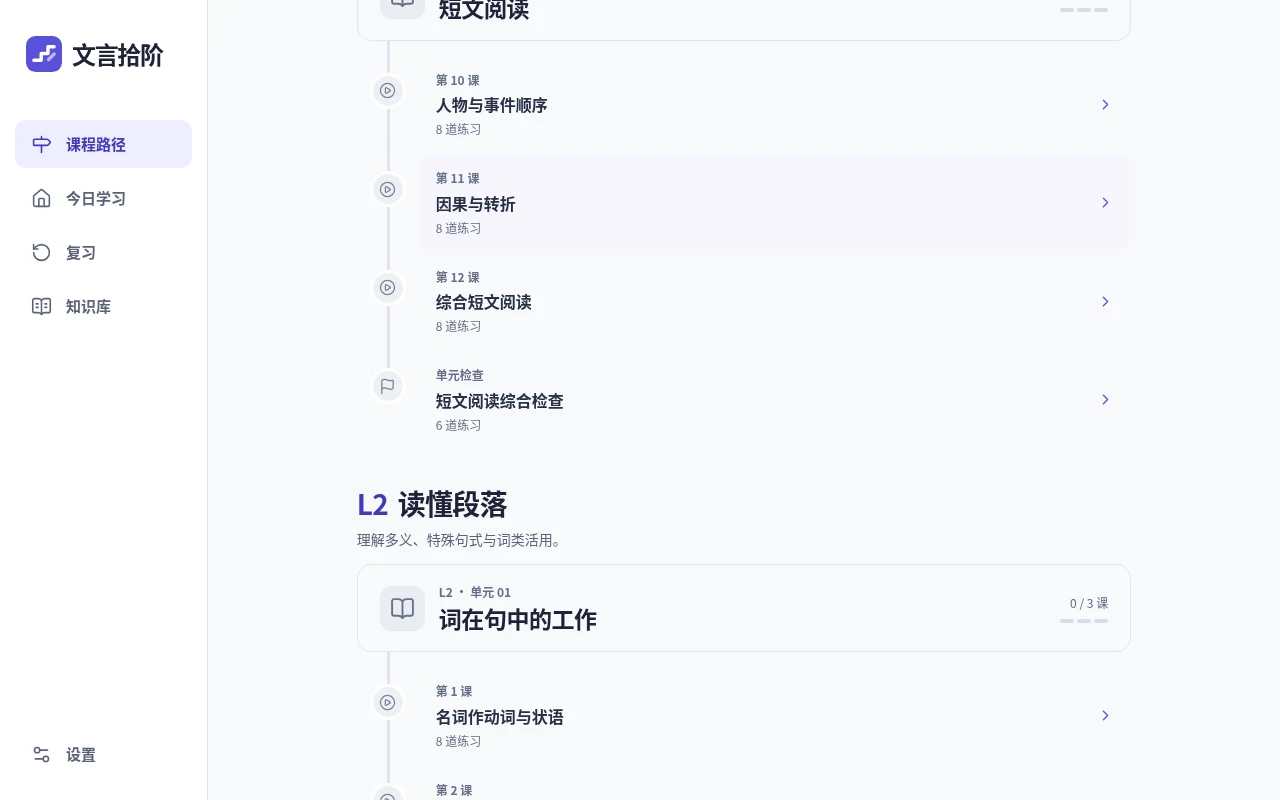 文言拾阶
课程路径
今日学习
复习
知识库
设置
短文阅读
第 10 课
人物与事件顺序
8 道练习
第 11 课
因果与转折
8 道练习
第 12 课
综合短文阅读
8 道练习
单元检查
短文阅读综合检查
6 道练习
L2 读懂段落
理解多义、特殊句式与词类活用。
L2 · 单元 01
词在句中的工作
0 / 3 课
第 1 课
名词作动词与状语
8 道练习
第 2 课